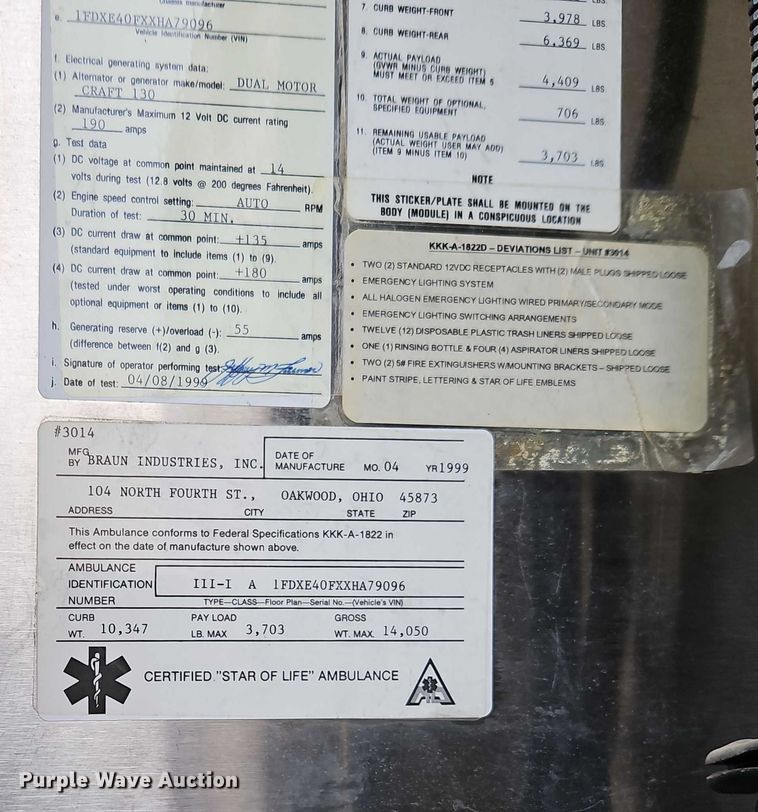 Chassis manufacturer
e. 1FDXE40FXXHA79096
Vehicle Identification Number (VIN)
f. Electrical generating system data:
(1) Alternator or generator make/model: DUAL MOTOR
CRAFT 130
(2) Manufacturer's Maximum 12 Volt DC current rating
190 amps
g. Test data
(1) DC voltage at common point maintained at 14
volts during test (12.8 volts @ 200 degrees Fahrenheit).
(2) Engine speed control setting: AUTO RPM
Duration of test: 30 MIN.
(3) DC current draw at common point: +135 amps
(standard equipment to include items (1) to (9).
(4) DC current draw at common point: +180 amps
(tested under worst operating conditions to include all
optional equipment or items (1) to (10).
h. Generating reserve (+)/overload (-): 55 amps
(difference between f(2) and g (3).
i. Signature of operator performing test:
j. Date of test: 04/08/1999
7. CURB WEIGHT-FRONT 3,978 LBS
8. CURB WEIGHT-REAR 6,369 LBS
9. ACTUAL PAYLOAD
(GVWR MINUS CURB WEIGHT)
MUST MEET OR EXCEED ITEM 5 4,409 LBS
10. TOTAL WEIGHT OF OPTIONAL,
SPECIFIED EQUIPMENT 706 LBS
11. REMAINING USABLE PAYLOAD
(ACTUAL WEIGHT USER MAY ADD)
(ITEM 9 MINUS ITEM 10) 3,703 LBS
NOTE
THIS STICKER/PLATE SHALL BE MOUNTED ON THE
BODY (MODULE) IN A CONSPICUOUS LOCATION
KKK-A-1822D – DEVIATIONS LIST – UNIT #3014
• TWO (2) STANDARD 12VDC RECEPTACLES WITH (2) MALE PLUGS SHIPPED LOOSE
• EMERGENCY LIGHTING SYSTEM
• ALL HALOGEN EMERGENCY LIGHTING WIRED PRIMARY/SECONDARY MODE
• EMERGENCY LIGHTING SWITCHING ARRANGEMENTS
• TWELVE (12) DISPOSABLE PLASTIC TRASH LINERS SHIPPED LOOSE
• ONE (1) RINSING BOTTLE & FOUR (4) ASPIRATOR LINERS SHIPPED LOOSE
• TWO (2) 5# FIRE EXTINGUISHERS W/MOUNTING BRACKETS – SHIPPED LOOSE
• PAINT STRIPE, LETTERING & STAR OF LIFE EMBLEMS
#3014
MFG BY BRAUN INDUSTRIES, INC. DATE OF MANUFACTURE MO. 04 YR 1999
104 NORTH FOURTH ST., OAKWOOD, OHIO 45873
ADDRESS CITY STATE ZIP
This Ambulance conforms to Federal Specifications KKK-A-1822 in
effect on the date of manufacture shown above.
AMBULANCE
IDENTIFICATION III-I A 1FDXE40FXXHA79096
NUMBER TYPE—CLASS—Floor Plan—Serial No.—(Vehicle's VIN)
CURB WT. 10,347 PAY LOAD LB. MAX 3,703 GROSS WT. MAX. 14,050
CERTIFIED "STAR OF LIFE" AMBULANCE
Purple Wave Auction